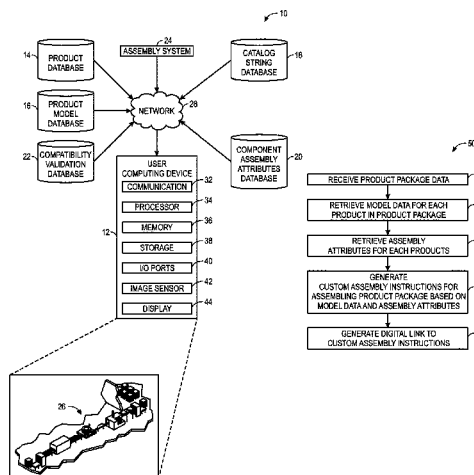 10
24
ASSEMBLY SYSTEM
14
PRODUCT
DATABASE
18
CATALOG
STRING
DATABASE
16
PRODUCT
MODEL
DATABASE
NETWORK
28
22
COMPATIBILITY
VALIDATION
DATABASE
COMPONENT
ASSEMBLY
ATTRIBUTES
DATABASE
20
USER
COMPUTING
DEVICE
12
COMMUNICATION
32
PROCESSOR
34
MEMORY
36
STORAGE
38
I/O PORTS
40
IMAGE SENSOR
42
DISPLAY
44
26
50
RECEIVE PRODUCT PACKAGE DATA
RETRIEVE MODEL DATA FOR EACH
PRODUCT IN PRODUCT PACKAGE
RETRIEVE ASSEMBLY
ATTRIBUTES FOR EACH PRODUCTS
GENERATE
CUSTOM ASSEMBLY INSTRUCTIONS FOR
ASSEMBLING PRODUCT PACKAGE BASED ON
MODEL DATA AND ASSEMBLY ATTRIBUTES
GENERATE DIGITAL LINK TO
CUSTOM ASSEMBLY INSTRUCTIONS